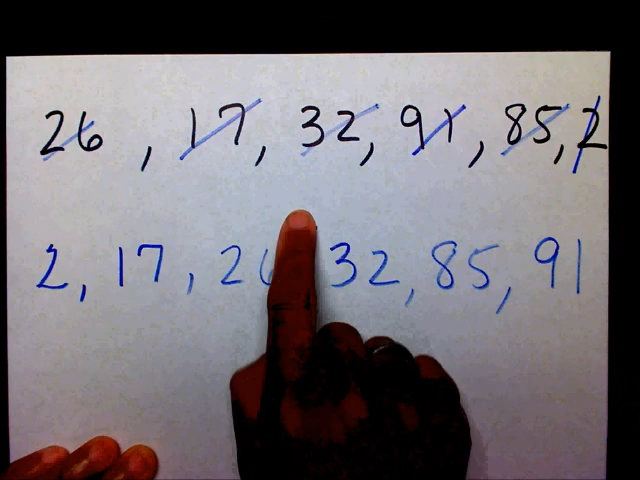 26, 17, 32, 91, 85, 2
2, 17, 26 32, 85, 91